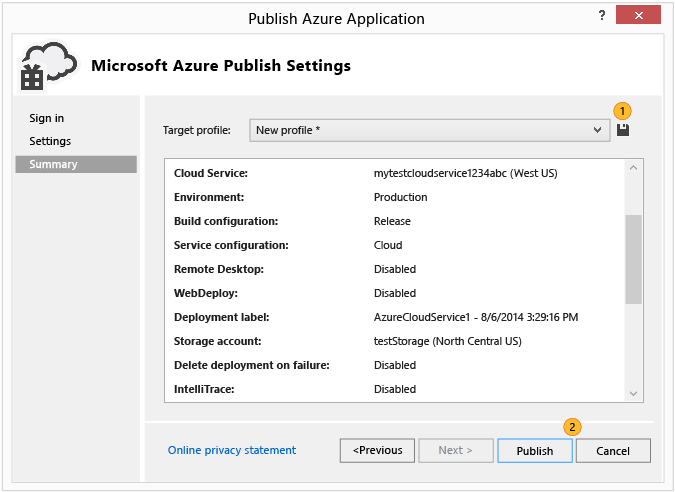 Publish Azure Application
?
Microsoft Azure Publish Settings
Sign in
Settings
Summary
1
Target profile: New profile *
Cloud Service: mytestcloudservice1234abc (West US)
Environment: Production
Build configuration: Release
Service configuration: Cloud
Remote Desktop: Disabled
WebDeploy: Disabled
Deployment label: AzureCloudService1 - 8/6/2014 3:29:16 PM
Storage account: testStorage (North Central US)
Delete deployment on failure: Disabled
IntelliTrace: Disabled
2
Online privacy statement <Previous Next > Publish Cancel